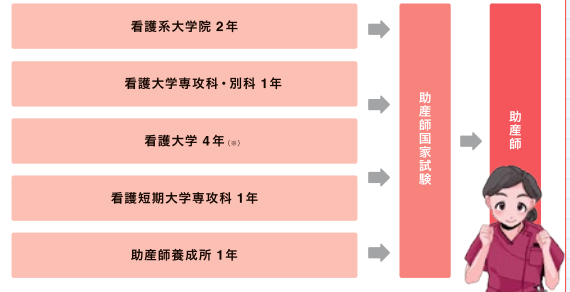 看護系大学院 2年
看護大学専攻科・別科 1年
看護大学 4年(※)
看護短期大学専攻科 1年
助産師養成所 1年
助産師国家試験
助産師